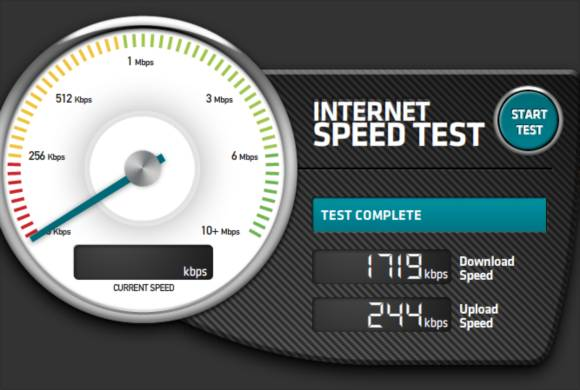 1 Mbps
512 Kbps
3 Mbps
256 Kbps
6 Mbps
Kbps
10+ Mbps
kbps
CURRENT SPEED
INTERNET
SPEED TEST
START
TEST
TEST COMPLETE
1719 kbps
Download
Speed
244 kbps
Upload
Speed